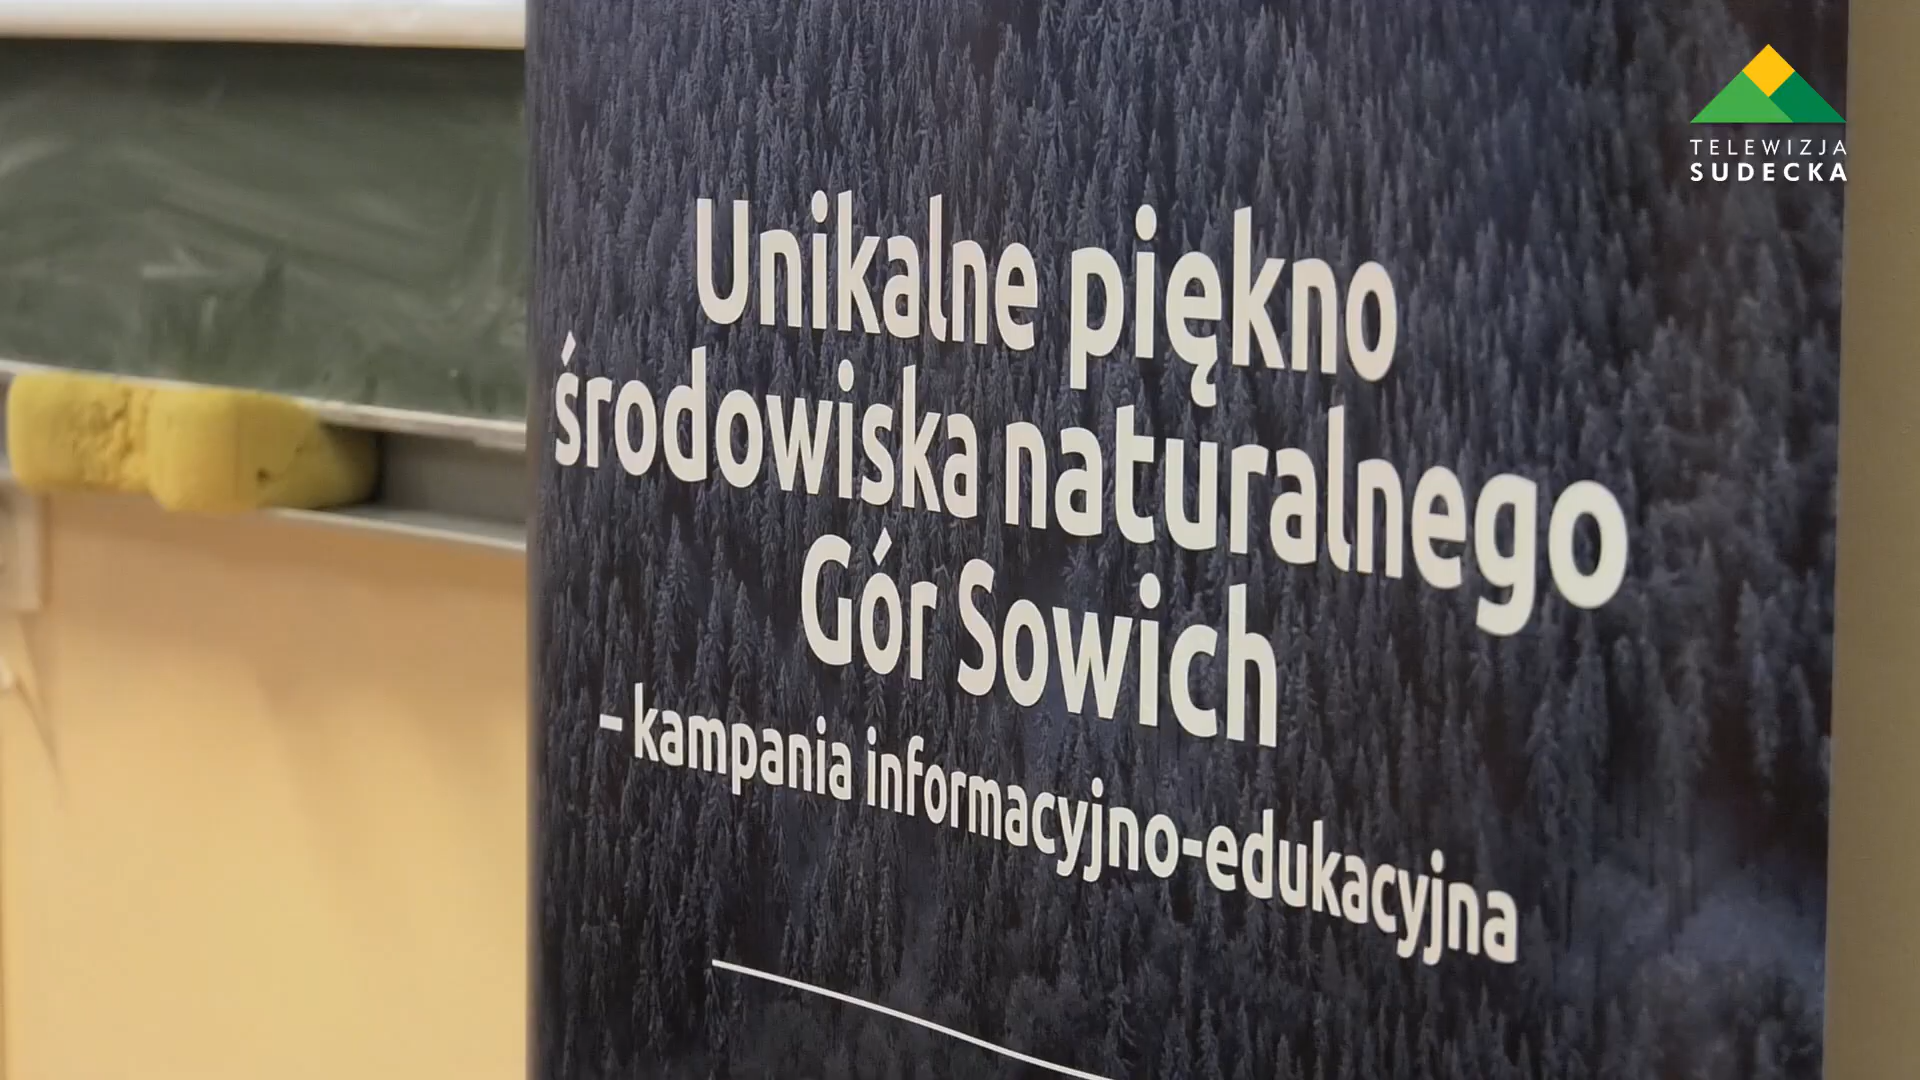 TELEWIZJA
SUDECKA
Unikalne piękno
środowiska naturalnego
Gór Sowich
– kampania informacyjno-edukacyjna